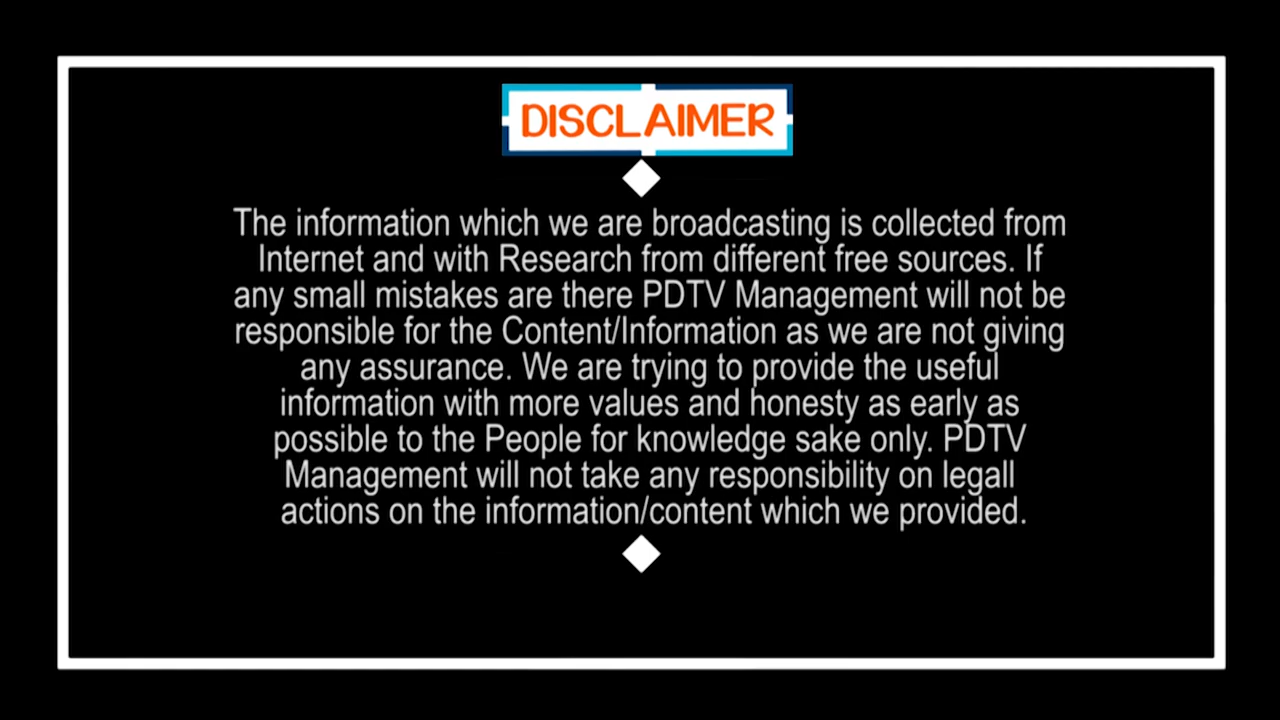 DISCLAIMER
The information which we are broadcasting is collected from
Internet and with Research from different free sources. If
any small mistakes are there PDTV Management will not be
responsible for the Content/Information as we are not giving
any assurance. We are trying to provide the useful
information with more values and honesty as early as
possible to the People for knowledge sake only. PDTV
Management will not take any responsibility on legall
actions on the information/content which we provided.